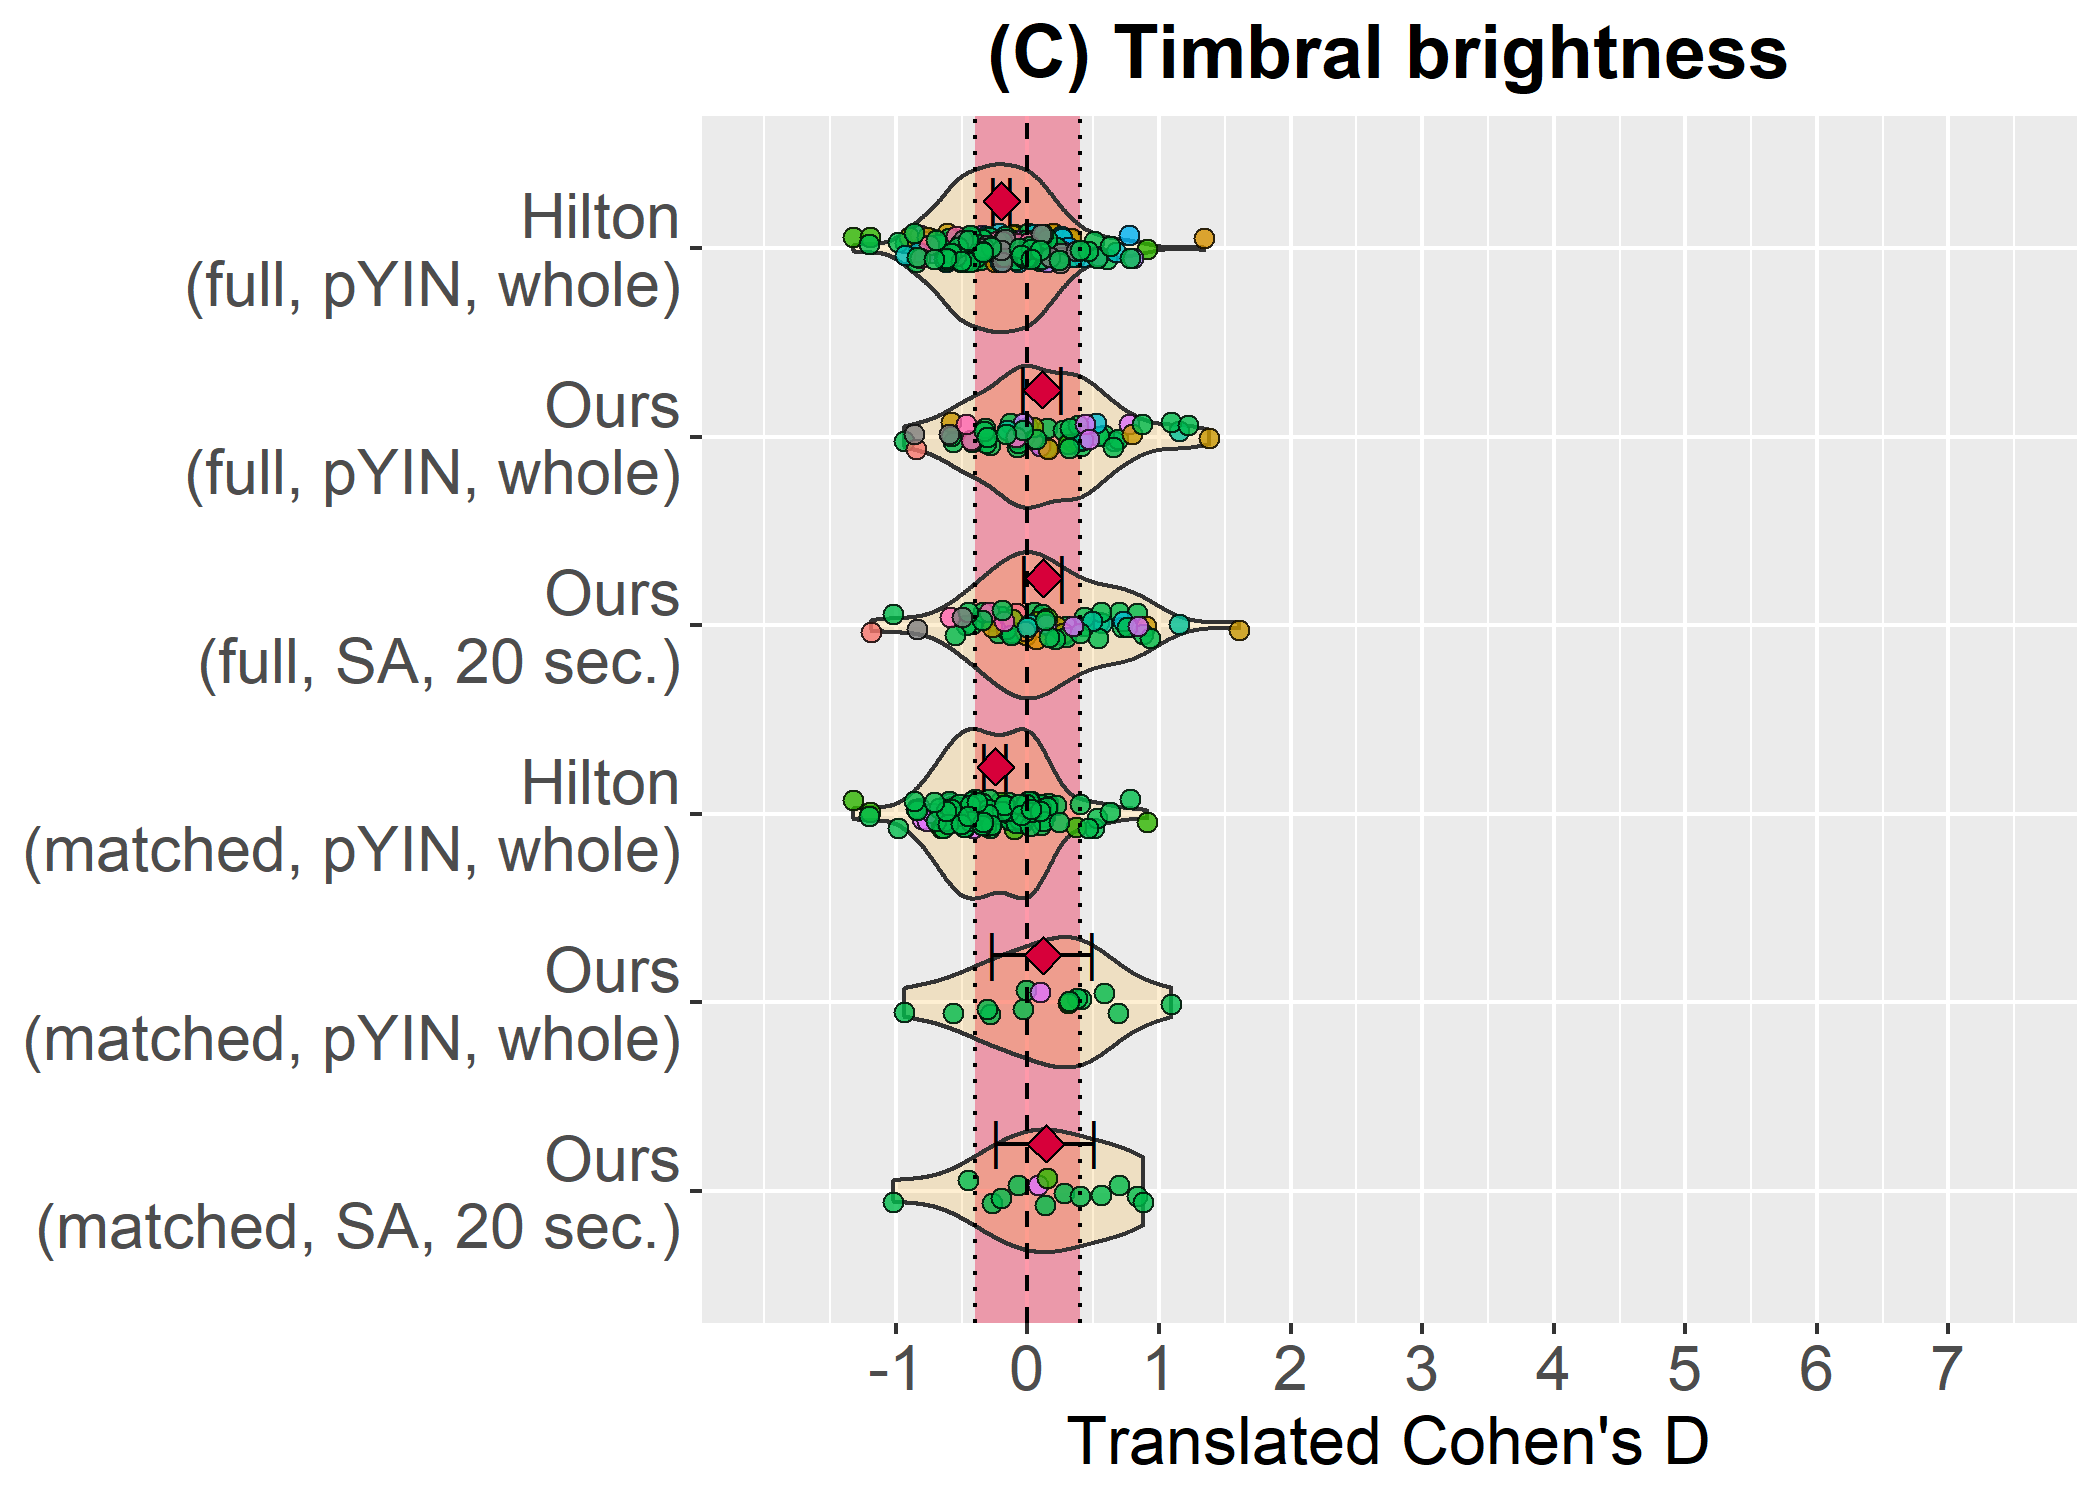 (C) Timbral brightness
Hilton
(full, pYIN, whole)
Ours
(full, pYIN, whole)
Ours
(full, SA, 20 sec.)
Hilton
(matched, pYIN, whole)
Ours
(matched, pYIN, whole)
Ours
(matched, SA, 20 sec.)
-1 0 1 2 3 4 5 6 7
Translated Cohen's D